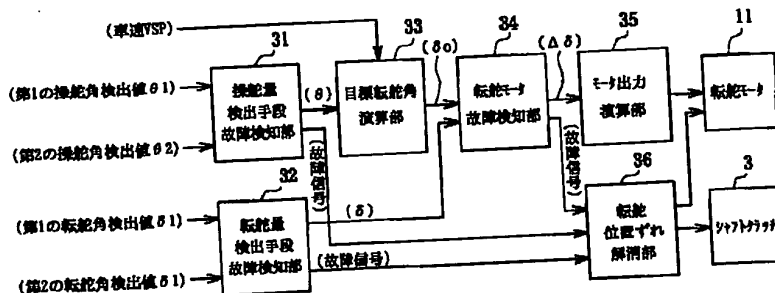 (車速VSP)
31
33
34
35
11
(δ0)
(Δδ)
(第1の操舵角検出値θ1)
(第2の操舵角検出値θ2)
操舵量
検出手段
故障検知部
(θ)
目標転舵角
演算部
転舵モータ
故障検知部
モータ出力
演算部
転舵モータ
(故障信号)
(故障信号)
36
3
32
(第1の転舵角検出値δ1)
(第2の転舵角検出値δ1)
転舵量
検出手段
故障検知部
(δ)
(故障信号)
転舵
位置ずれ
解消部
シャフトクラッチ